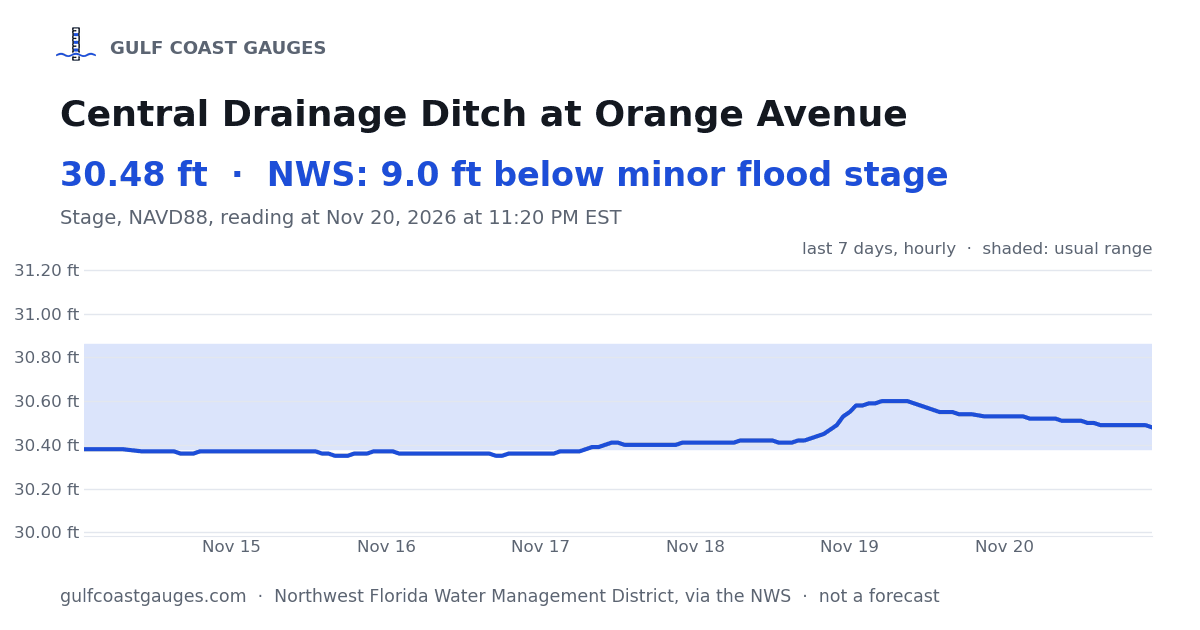 GULF COAST GAUGES
Central Drainage Ditch at Orange Avenue
30.48 ft · NWS: 9.0 ft below minor flood stage
Stage, NAVD88, reading at Nov 20, 2026 at 11:20 PM EST
last 7 days, hourly · shaded: usual range
31.20 ft
31.00 ft
30.80 ft
30.60 ft
30.40 ft
30.20 ft
30.00 ft
Nov 15 Nov 16 Nov 17 Nov 18 Nov 19 Nov 20
gulfcoastgauges.com · Northwest Florida Water Management District, via the NWS · not a forecast